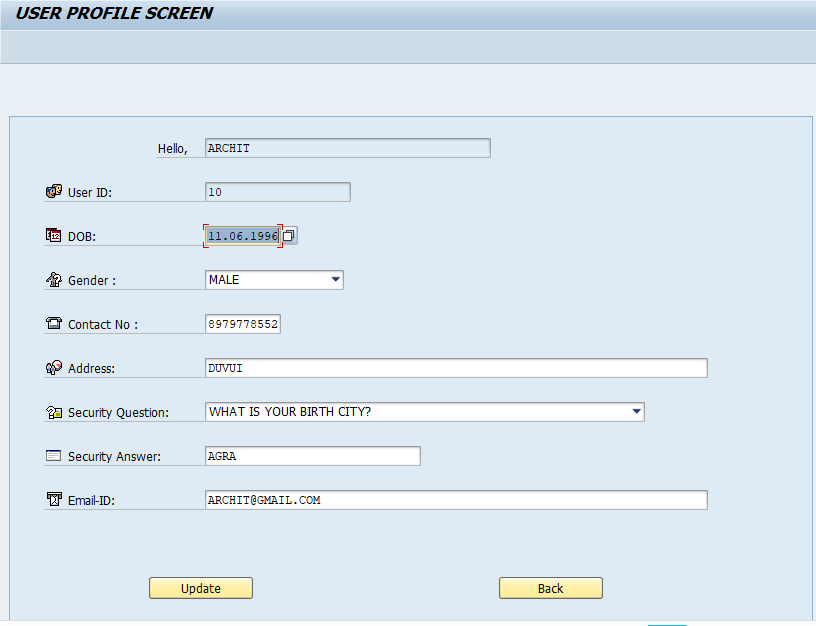 USER PROFILE SCREEN
Hello, ARCHIT
User ID: 10
DOB: 11.06.1996
Gender : MALE
Contact No : 8979778552
Address: DUVUI
Security Question: WHAT IS YOUR BIRTH CITY?
Security Answer: AGRA
Email-ID: ARCHIT@GMAIL.COM
Update Back